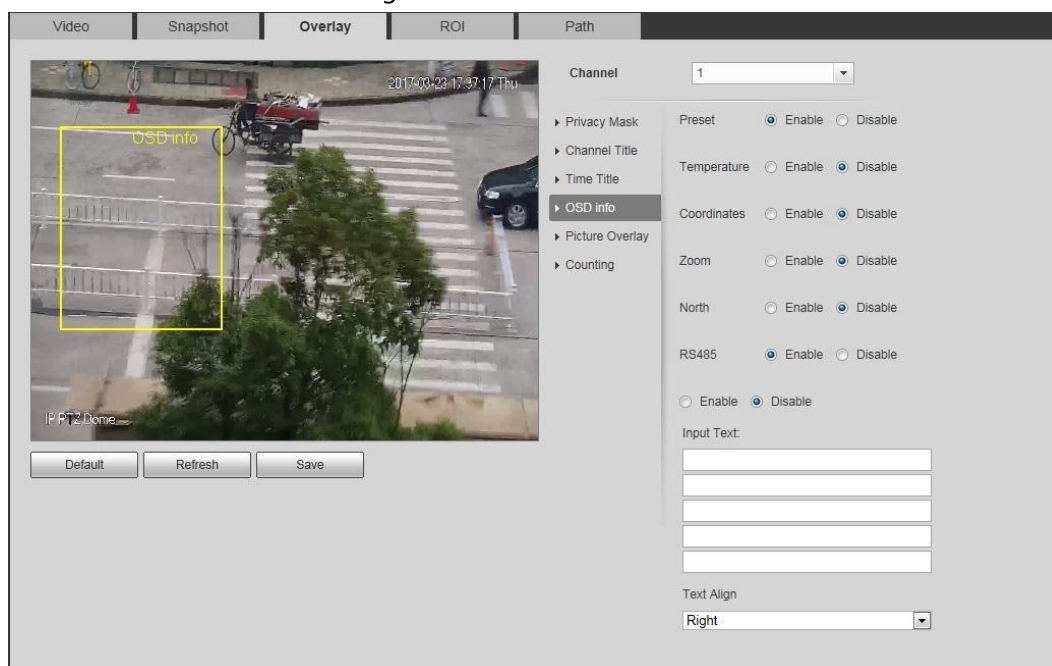 Video Snapshot Overlay ROI Path
2017-03-23 17:37:17 Thu
OSD info
IP PTZ Dome
Default Refresh Save
Channel 1
Privacy Mask
Channel Title
Time Title
OSD info
Picture Overlay
Counting
Preset Enable Disable
Temperature Enable Disable
Coordinates Enable Disable
Zoom Enable Disable
North Enable Disable
RS485 Enable Disable
Enable Disable
Input Text:
Text Align
Right